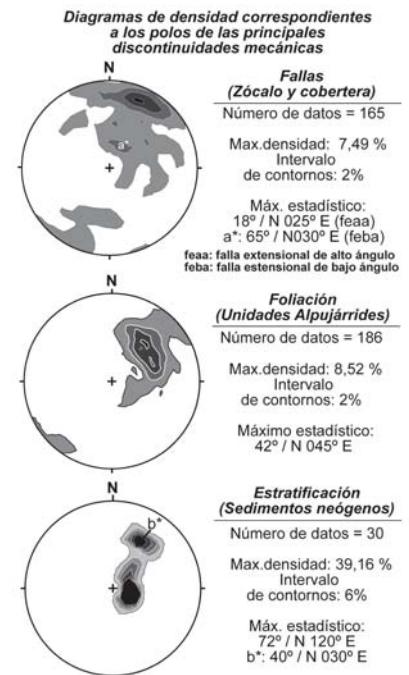 Diagramas de densidad correspondientes
a los polos de las principales
discontinuidades mecánicas
N
a*
Fallas
(Zócalo y cobertera)
Número de datos = 165
Max.densidad: 7,49 %
Intervalo
de contornos: 2%
Máx. estadístico:
18º / N 025º E (feaa)
a*: 65º / N030º E (feba)
feaa: falla extensional de alto ángulo
feba: falla estensional de bajo ángulo
N
Foliación
(Unidades Alpujárrides)
Número de datos = 186
Max.densidad: 8,52 %
Intervalo
de contornos: 2%
Máximo estadístico:
42º / N 045º E
N
b*
Estratificación
(Sedimentos neógenos)
Número de datos = 30
Max.densidad: 39,16 %
Intervalo
de contornos: 6%
Máx. estadístico:
72º / N 120º E
b*: 40º / N 030º E